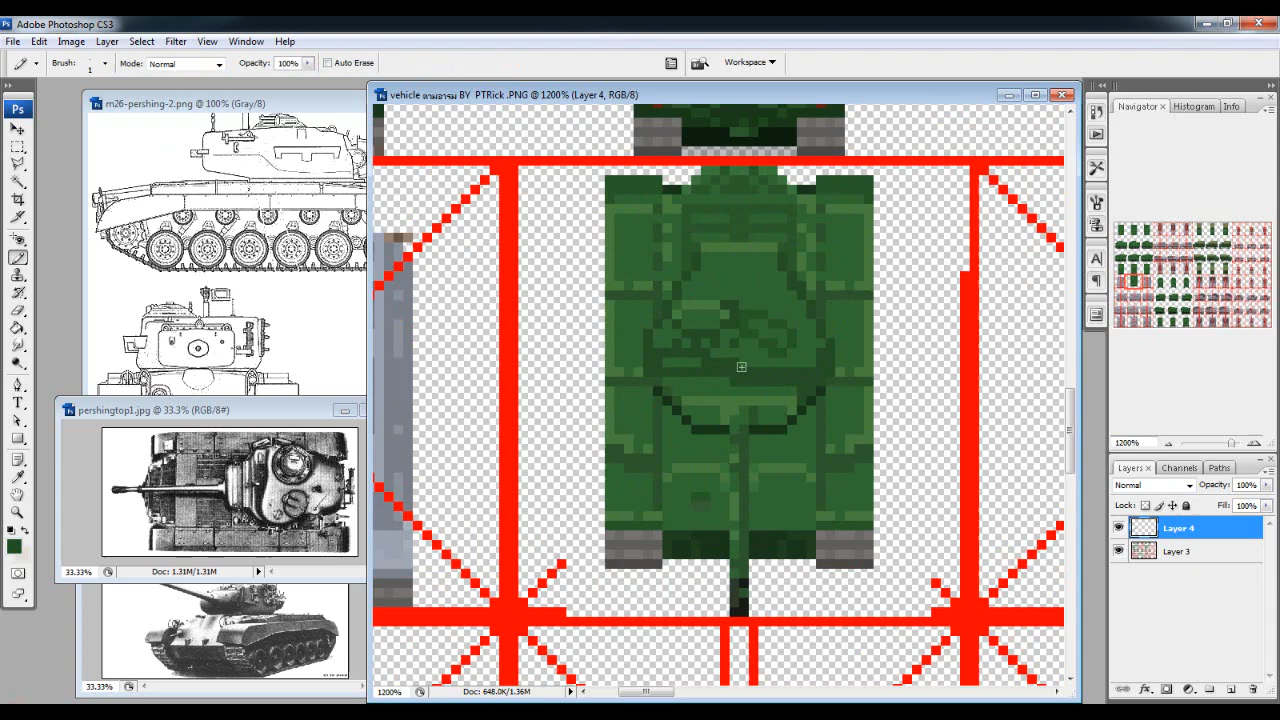 Ps Adobe Photoshop CS3
File Edit Image Layer Select Filter View Window Help
Brush: 1 Mode: Normal Opacity: 100% Auto Erase Workspace
Ps
m26-pershing-2.png @ 100% (Gray/8)
vehicle ตามอารม BY PTRick .PNG @ 1200% (Layer 4, RGB/8)
pershingtop1.jpg @ 33.3% (RGB/8#)
33.33% Doc: 1.31M/1.31M
33.33%
1200% Doc: 648.0K/1.36M
Navigator × Histogram Info
1200%
Layers × Channels Paths
Normal Opacity: 100%
Lock: Fill: 100%
Layer 4
Layer 3